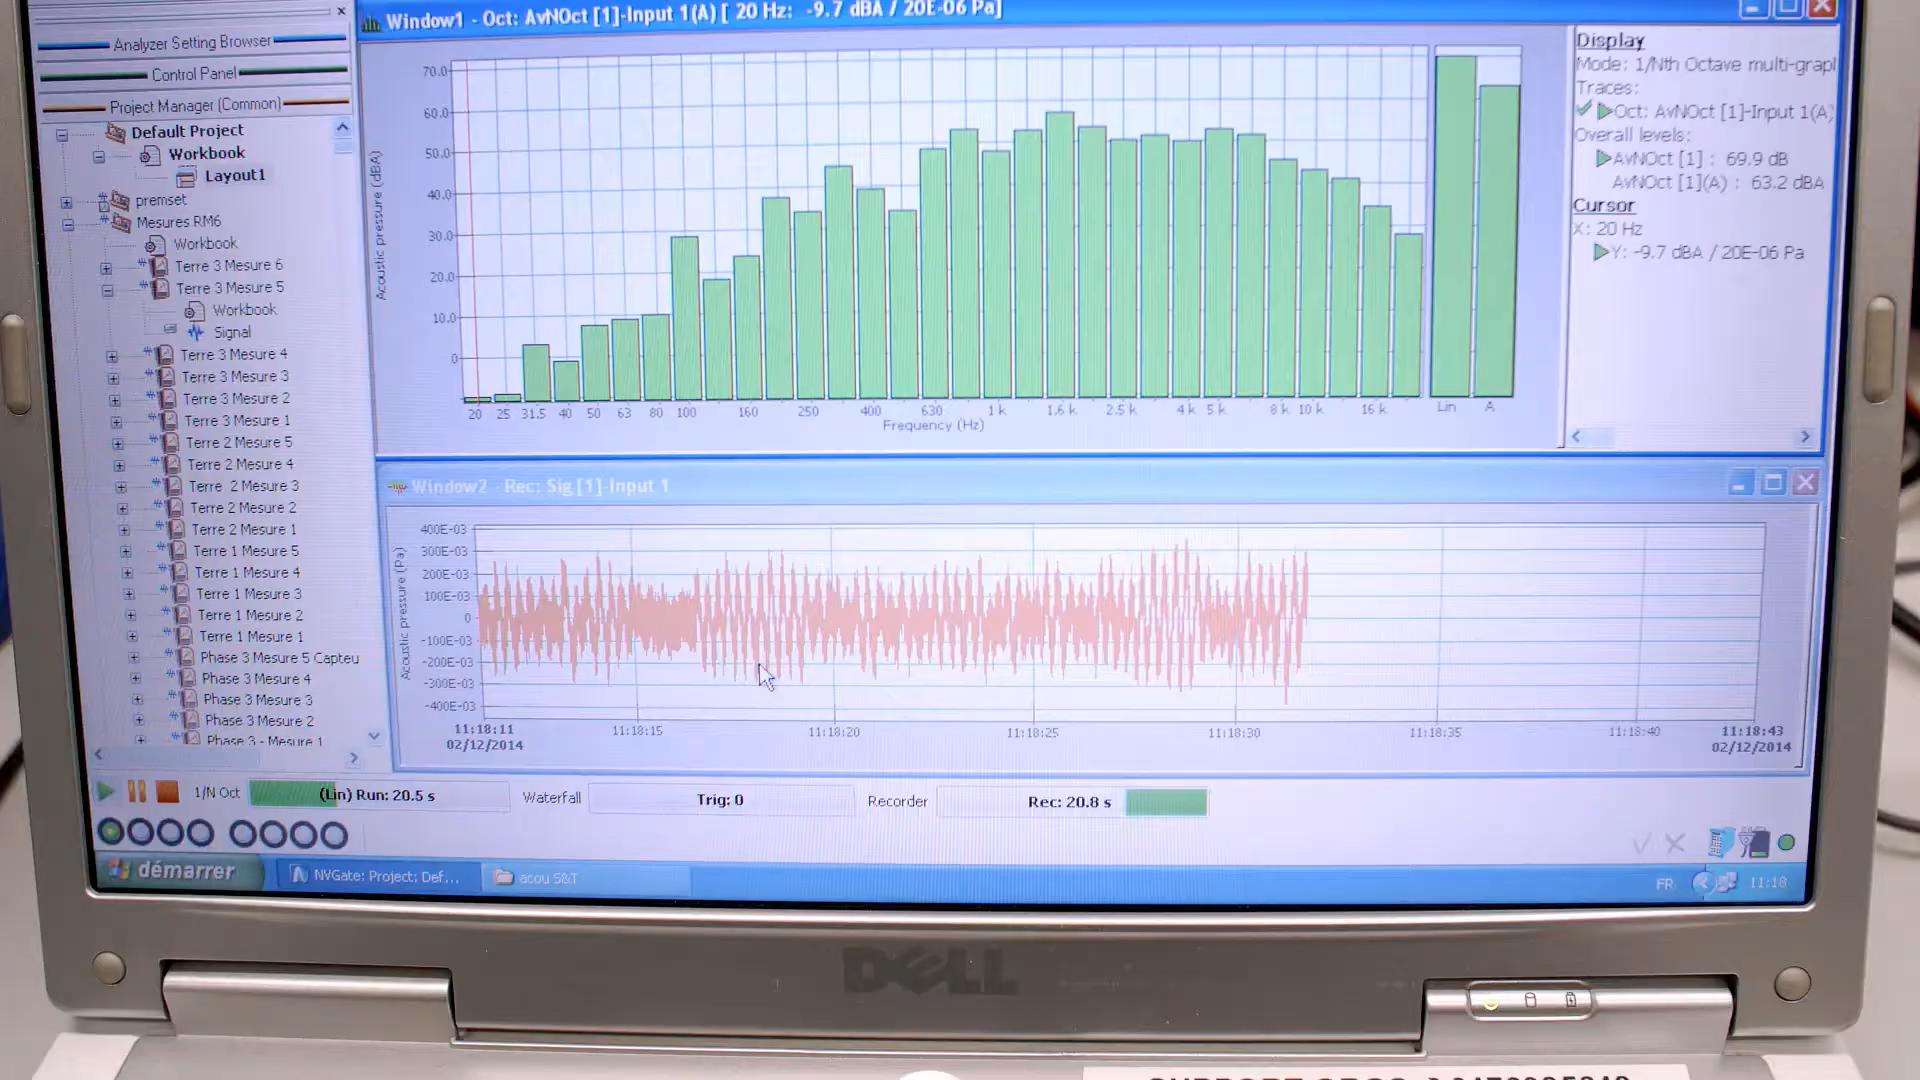 Analyzer Setting Browser
Control Panel
Project Manager (Common)
Default Project
Workbook
Layout1
premset
Mesures RM6
Workbook
Terre 3 Mesure 6
Terre 3 Mesure 5
Workbook
Signal
Terre 3 Mesure 4
Terre 3 Mesure 3
Terre 3 Mesure 2
Terre 3 Mesure 1
Terre 2 Mesure 5
Terre 2 Mesure 4
Terre 2 Mesure 3
Terre 2 Mesure 2
Terre 2 Mesure 1
Terre 1 Mesure 5
Terre 1 Mesure 4
Terre 1 Mesure 3
Terre 1 Mesure 2
Terre 1 Mesure 1
Phase 3 Mesure 5 Capteu
Phase 3 Mesure 4
Phase 3 Mesure 3
Phase 3 Mesure 2
Phase 3 - Mesure 1
Window1 - Oct: AvNOct [1]-Input 1(A) [ 20 Hz: -9.7 dBA / 20E-06 Pa]
Acoustic pressure (dBA)
70.0
60.0
50.0
40.0
30.0
20.0
10.0
0
20 25 31.5 40 50 63 80 100 160 250 400 630 1 k 1.6 k 2.5 k 4 k 5 k 8 k 10 k 16 k Lin A
Frequency (Hz)
Display
Mode: 1/Nth Octave multi-grapl
Traces:
Oct: AvNOct [1]-Input 1(A)
Overall levels:
AvNOct [1] : 69.9 dB
AvNOct [1](A) : 63.2 dBA
Cursor
X: 20 Hz
Y: -9.7 dBA / 20E-06 Pa
Window2 - Rec: Sig [1]-Input 1
Acoustic pressure (Pa)
400E-03
300E-03
200E-03
100E-03
0
-100E-03
-200E-03
-300E-03
-400E-03
11:18:11 11:18:15 11:18:20 11:18:25 11:18:30 11:18:35 11:18:40 11:18:43
02/12/2014 02/12/2014
1/N Oct (Lin) Run: 20.5 s Waterfall Trig: 0 Recorder Rec: 20.8 s
démarrer NVGate: Project: Def... acou S&T FR 11:18
DELL